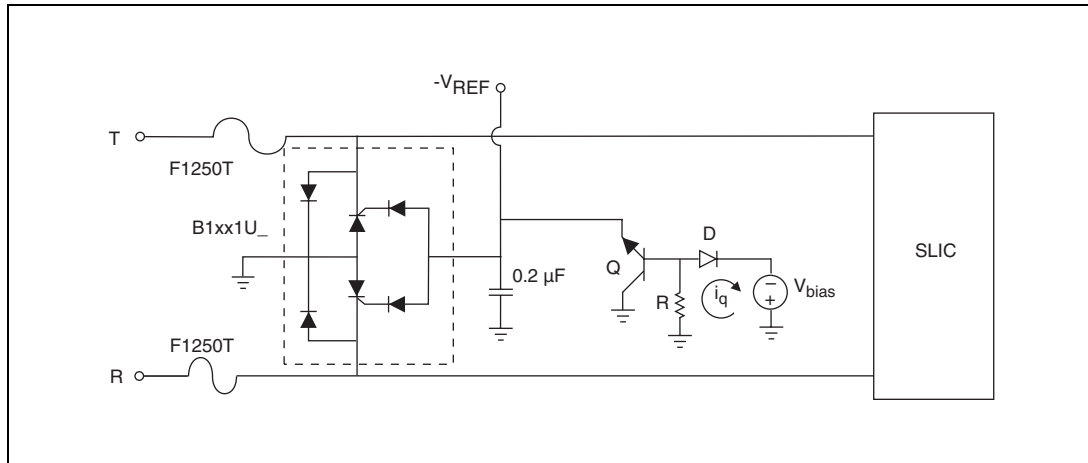 -VREF
T
F1250T
B1xx1U_
D
SLIC
Q
0.2 µF
R
iq
−
+
Vbias
F1250T
R